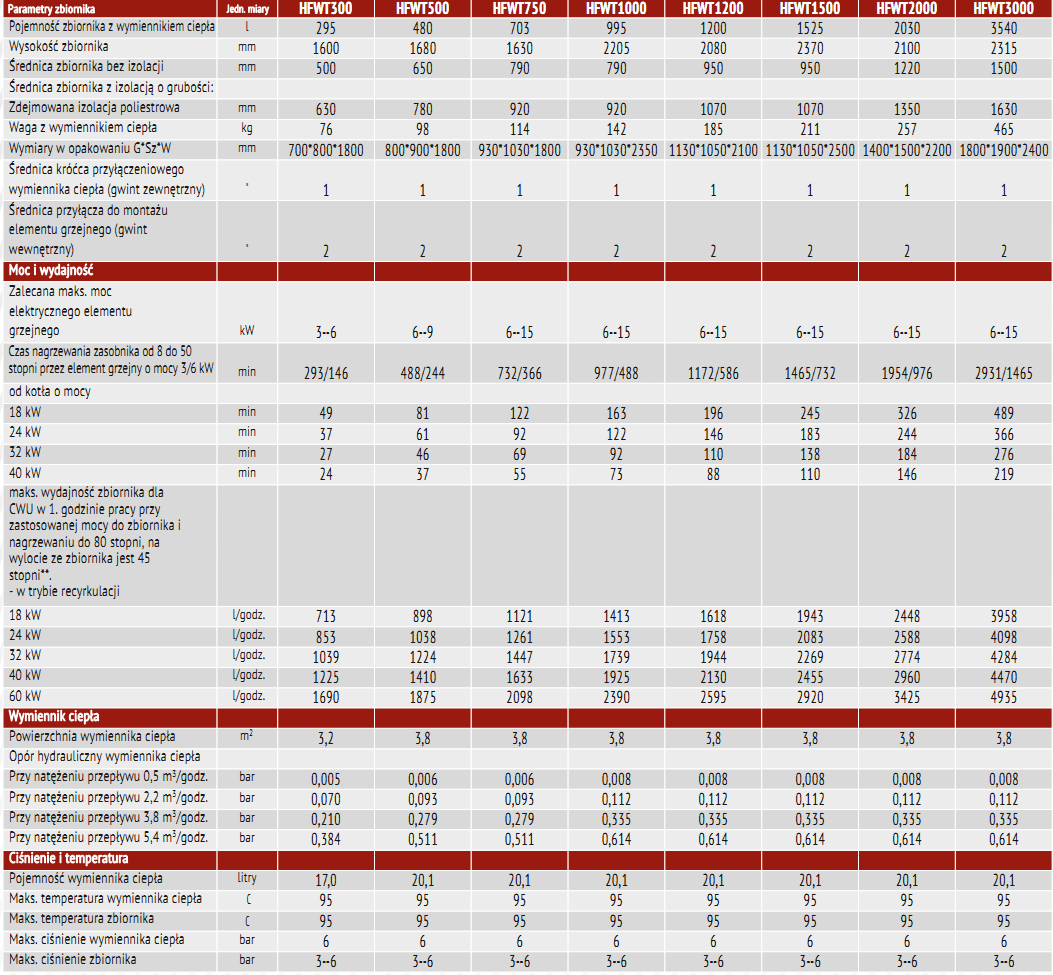 Parametry zbiornika Jedn. miary HFWT300 HFWT500 HFWT750 HFWT1000 HFWT1200 HFWT1500 HFWT2000 HFWT3000
Pojemność zbiornika z wymiennikiem ciepła l 295 480 703 995 1200 1525 2030 3540
Wysokość zbiornika mm 1600 1680 1630 2205 2080 2370 2100 2315
Średnica zbiornika bez izolacji mm 500 650 790 790 950 950 1220 1500
Średnica zbiornika z izolacją o grubości:
Zdejmowana izolacja poliestrowa mm 630 780 920 920 1070 1070 1350 1630
Waga z wymiennikiem ciepła kg 76 98 114 142 185 211 257 465
Wymiary w opakowaniu G*Sz*W mm 700*800*1800 800*900*1800 930*1030*1800 930*1030*2350 1130*1050*2100 1130*1050*2500 1400*1500*2200 1800*1900*2400
Średnica króćca przyłączeniowego
wymiennika ciepła (gwint zewnętrzny) " 1 1 1 1 1 1 1 1
Średnica przyłącza do montażu
elementu grzejnego (gwint
wewnętrzny) " 2 2 2 2 2 2 2 2
Moc i wydajność
Zalecana maks. moc
elektrycznego elementu
grzejnego kW 3--6 6--9 6--15 6--15 6--15 6--15 6--15 6--15
Czas nagrzewania zasobnika od 8 do 50
stopni przez element grzejny o mocy 3/6 kW min 293/146 488/244 732/366 977/488 1172/586 1465/732 1954/976 2931/1465
od kotła o mocy
18 kW min 49 81 122 163 196 245 326 489
24 kW min 37 61 92 122 146 183 244 366
32 kW min 27 46 69 92 110 138 184 276
40 kW min 24 37 55 73 88 110 146 219
maks. wydajność zbiornika dla
CWU w 1. godzinie pracy przy
zastosowanej mocy do zbiornika i
nagrzewaniu do 80 stopni, na
wylocie ze zbiornika jest 45
stopni**.
- w trybie recyrkulacji
18 kW l/godz. 713 898 1121 1413 1618 1943 2448 3958
24 kW l/godz. 853 1038 1261 1553 1758 2083 2588 4098
32 kW l/godz. 1039 1224 1447 1739 1944 2269 2774 4284
40 kW l/godz. 1225 1410 1633 1925 2130 2455 2960 4470
60 kW l/godz. 1690 1875 2098 2390 2595 2920 3425 4935
Wymiennik ciepła
Powierzchnia wymiennika ciepła m² 3,2 3,8 3,8 3,8 3,8 3,8 3,8 3,8
Opór hydrauliczny wymiennika ciepła
Przy natężeniu przepływu 0,5 m³/godz. bar 0,005 0,006 0,006 0,008 0,008 0,008 0,008 0,008
Przy natężeniu przepływu 2,2 m³/godz. bar 0,070 0,093 0,093 0,112 0,112 0,112 0,112 0,112
Przy natężeniu przepływu 3,8 m³/godz. bar 0,210 0,279 0,279 0,335 0,335 0,335 0,335 0,335
Przy natężeniu przepływu 5,4 m³/godz. bar 0,384 0,511 0,511 0,614 0,614 0,614 0,614 0,614
Ciśnienie i temperatura
Pojemność wymiennika ciepła litry 17,0 20,1 20,1 20,1 20,1 20,1 20,1 20,1
Maks. temperatura wymiennika ciepła C 95 95 95 95 95 95 95 95
Maks. temperatura zbiornika C 95 95 95 95 95 95 95 95
Maks. ciśnienie wymiennika ciepła bar 6 6 6 6 6 6 6 6
Maks. ciśnienie zbiornika bar 3--6 3--6 3--6 3--6 3--6 3--6 3--6 3--6